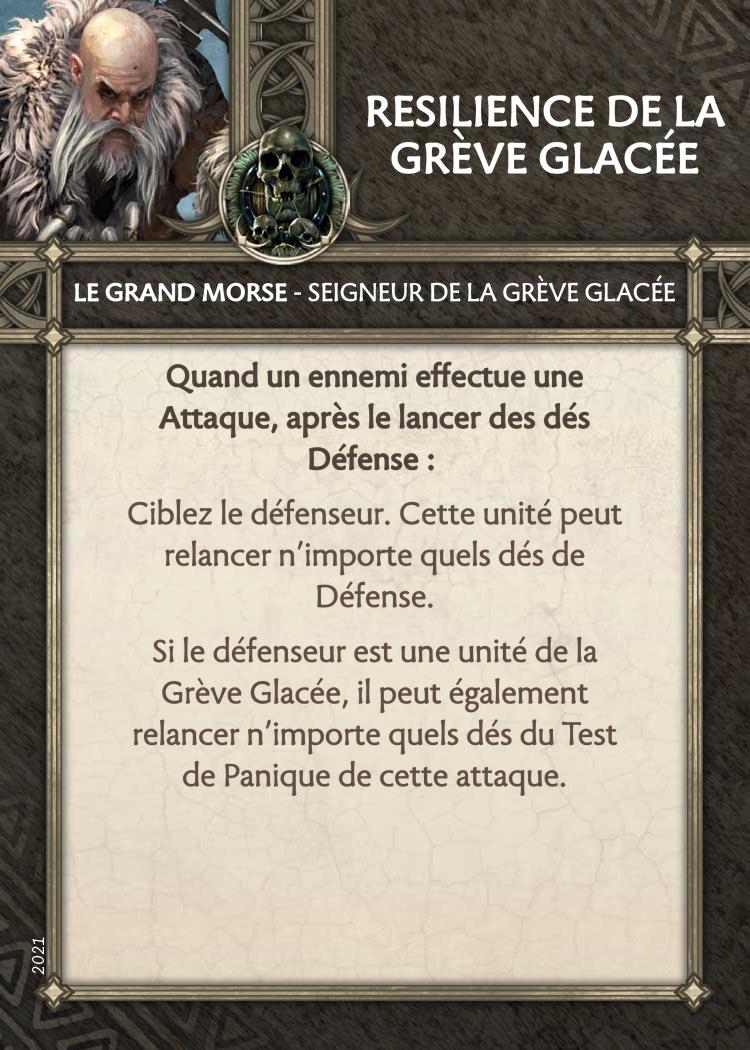 RESILIENCE DE LA
GRÈVE GLACÉE
LE GRAND MORSE - SEIGNEUR DE LA GRÈVE GLACÉE
Quand un ennemi effectue une
Attaque, après le lancer des dés
Défense :
Ciblez le défenseur. Cette unité peut
relancer n'importe quels dés de
Défense.
Si le défenseur est une unité de la
Grève Glacée, il peut également
relancer n'importe quels dés du Test
de Panique de cette attaque.
2021